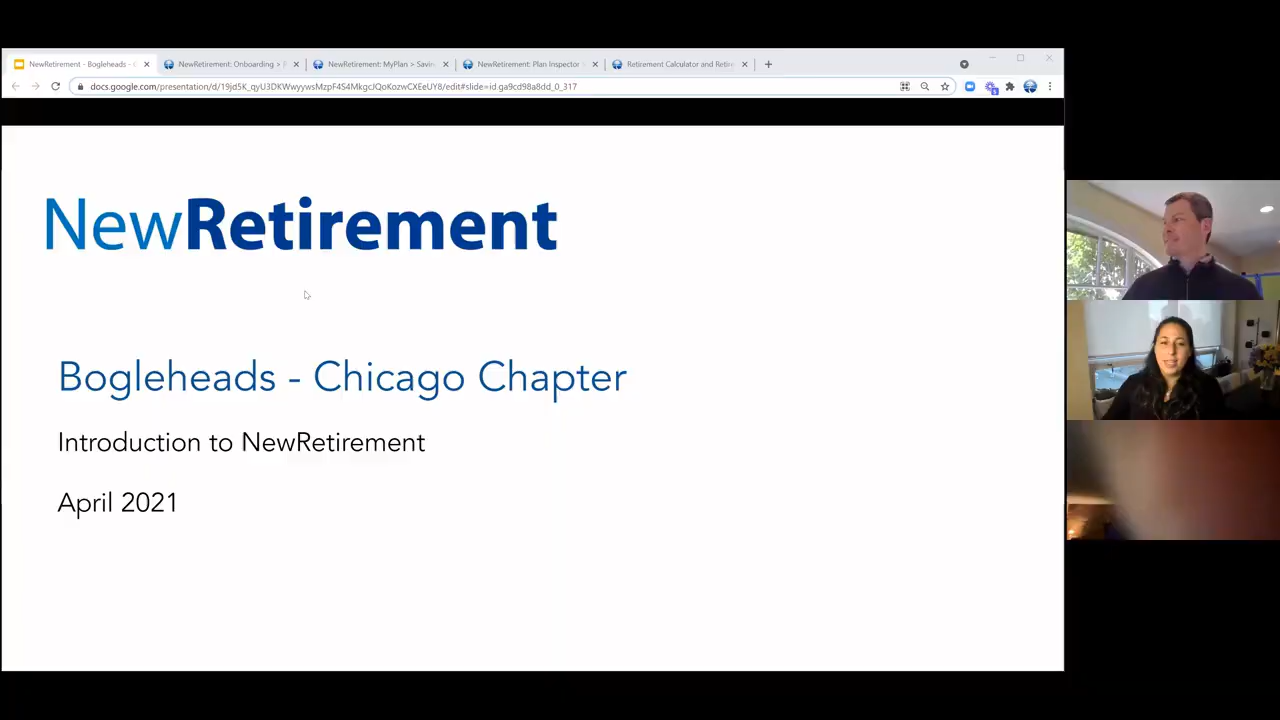 NewRetirement - Bogleheads - C
NewRetirement: Onboarding > P
NewRetirement: MyPlan > Savin
NewRetirement: Plan Inspector
Retirement Calculator and Retire
docs.google.com/presentation/d/19jd5K_qyU3DKWwyywsMzpF4S4MkgcJQoKozwCXEeUY8/edit#slide=id.ga9cd98a8dd_0_317
NewRetirement
Bogleheads - Chicago Chapter
Introduction to NewRetirement
April 2021